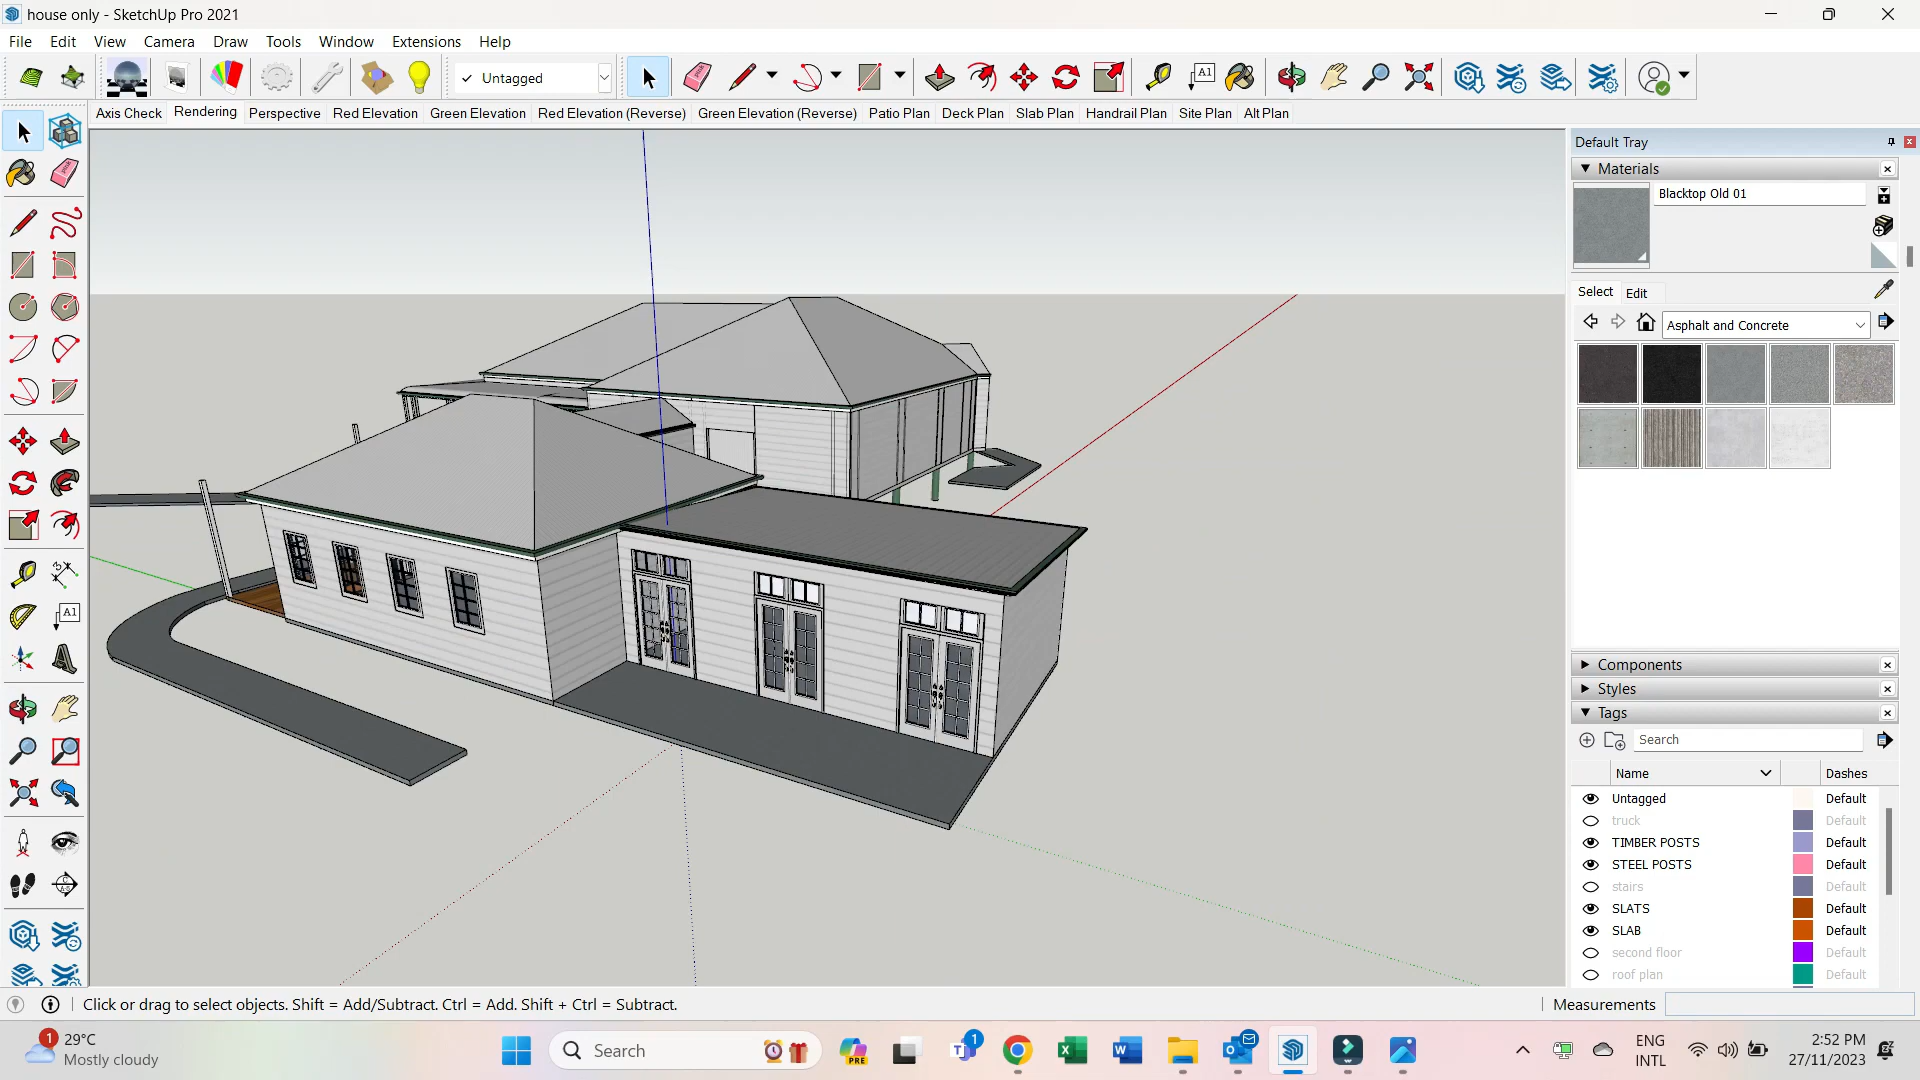 house only - SketchUp Pro 2021
File Edit View Camera Draw Tools Window Extensions Help
Untagged
A1
Axis Check Rendering Perspective Red Elevation Green Elevation Red Elevation (Reverse) Green Elevation (Reverse) Patio Plan Deck Plan Slab Plan Handrail Plan Site Plan Alt Plan
Default Tray
Materials
Blacktop Old 01
Select Edit
Asphalt and Concrete
A1
Components
Styles
Tags
Search
Name Dashes
Untagged Default
truck Default
TIMBER POSTS Default
STEEL POSTS Default
stairs Default
SLATS Default
SLAB Default
second floor Default
roof plan Default
Click or drag to select objects. Shift = Add/Subtract. Ctrl = Add. Shift + Ctrl = Subtract.
Measurements
1
29°C
Mostly cloudy
Search
PRE
1
ENG
INTL
2:52 PM
27/11/2023